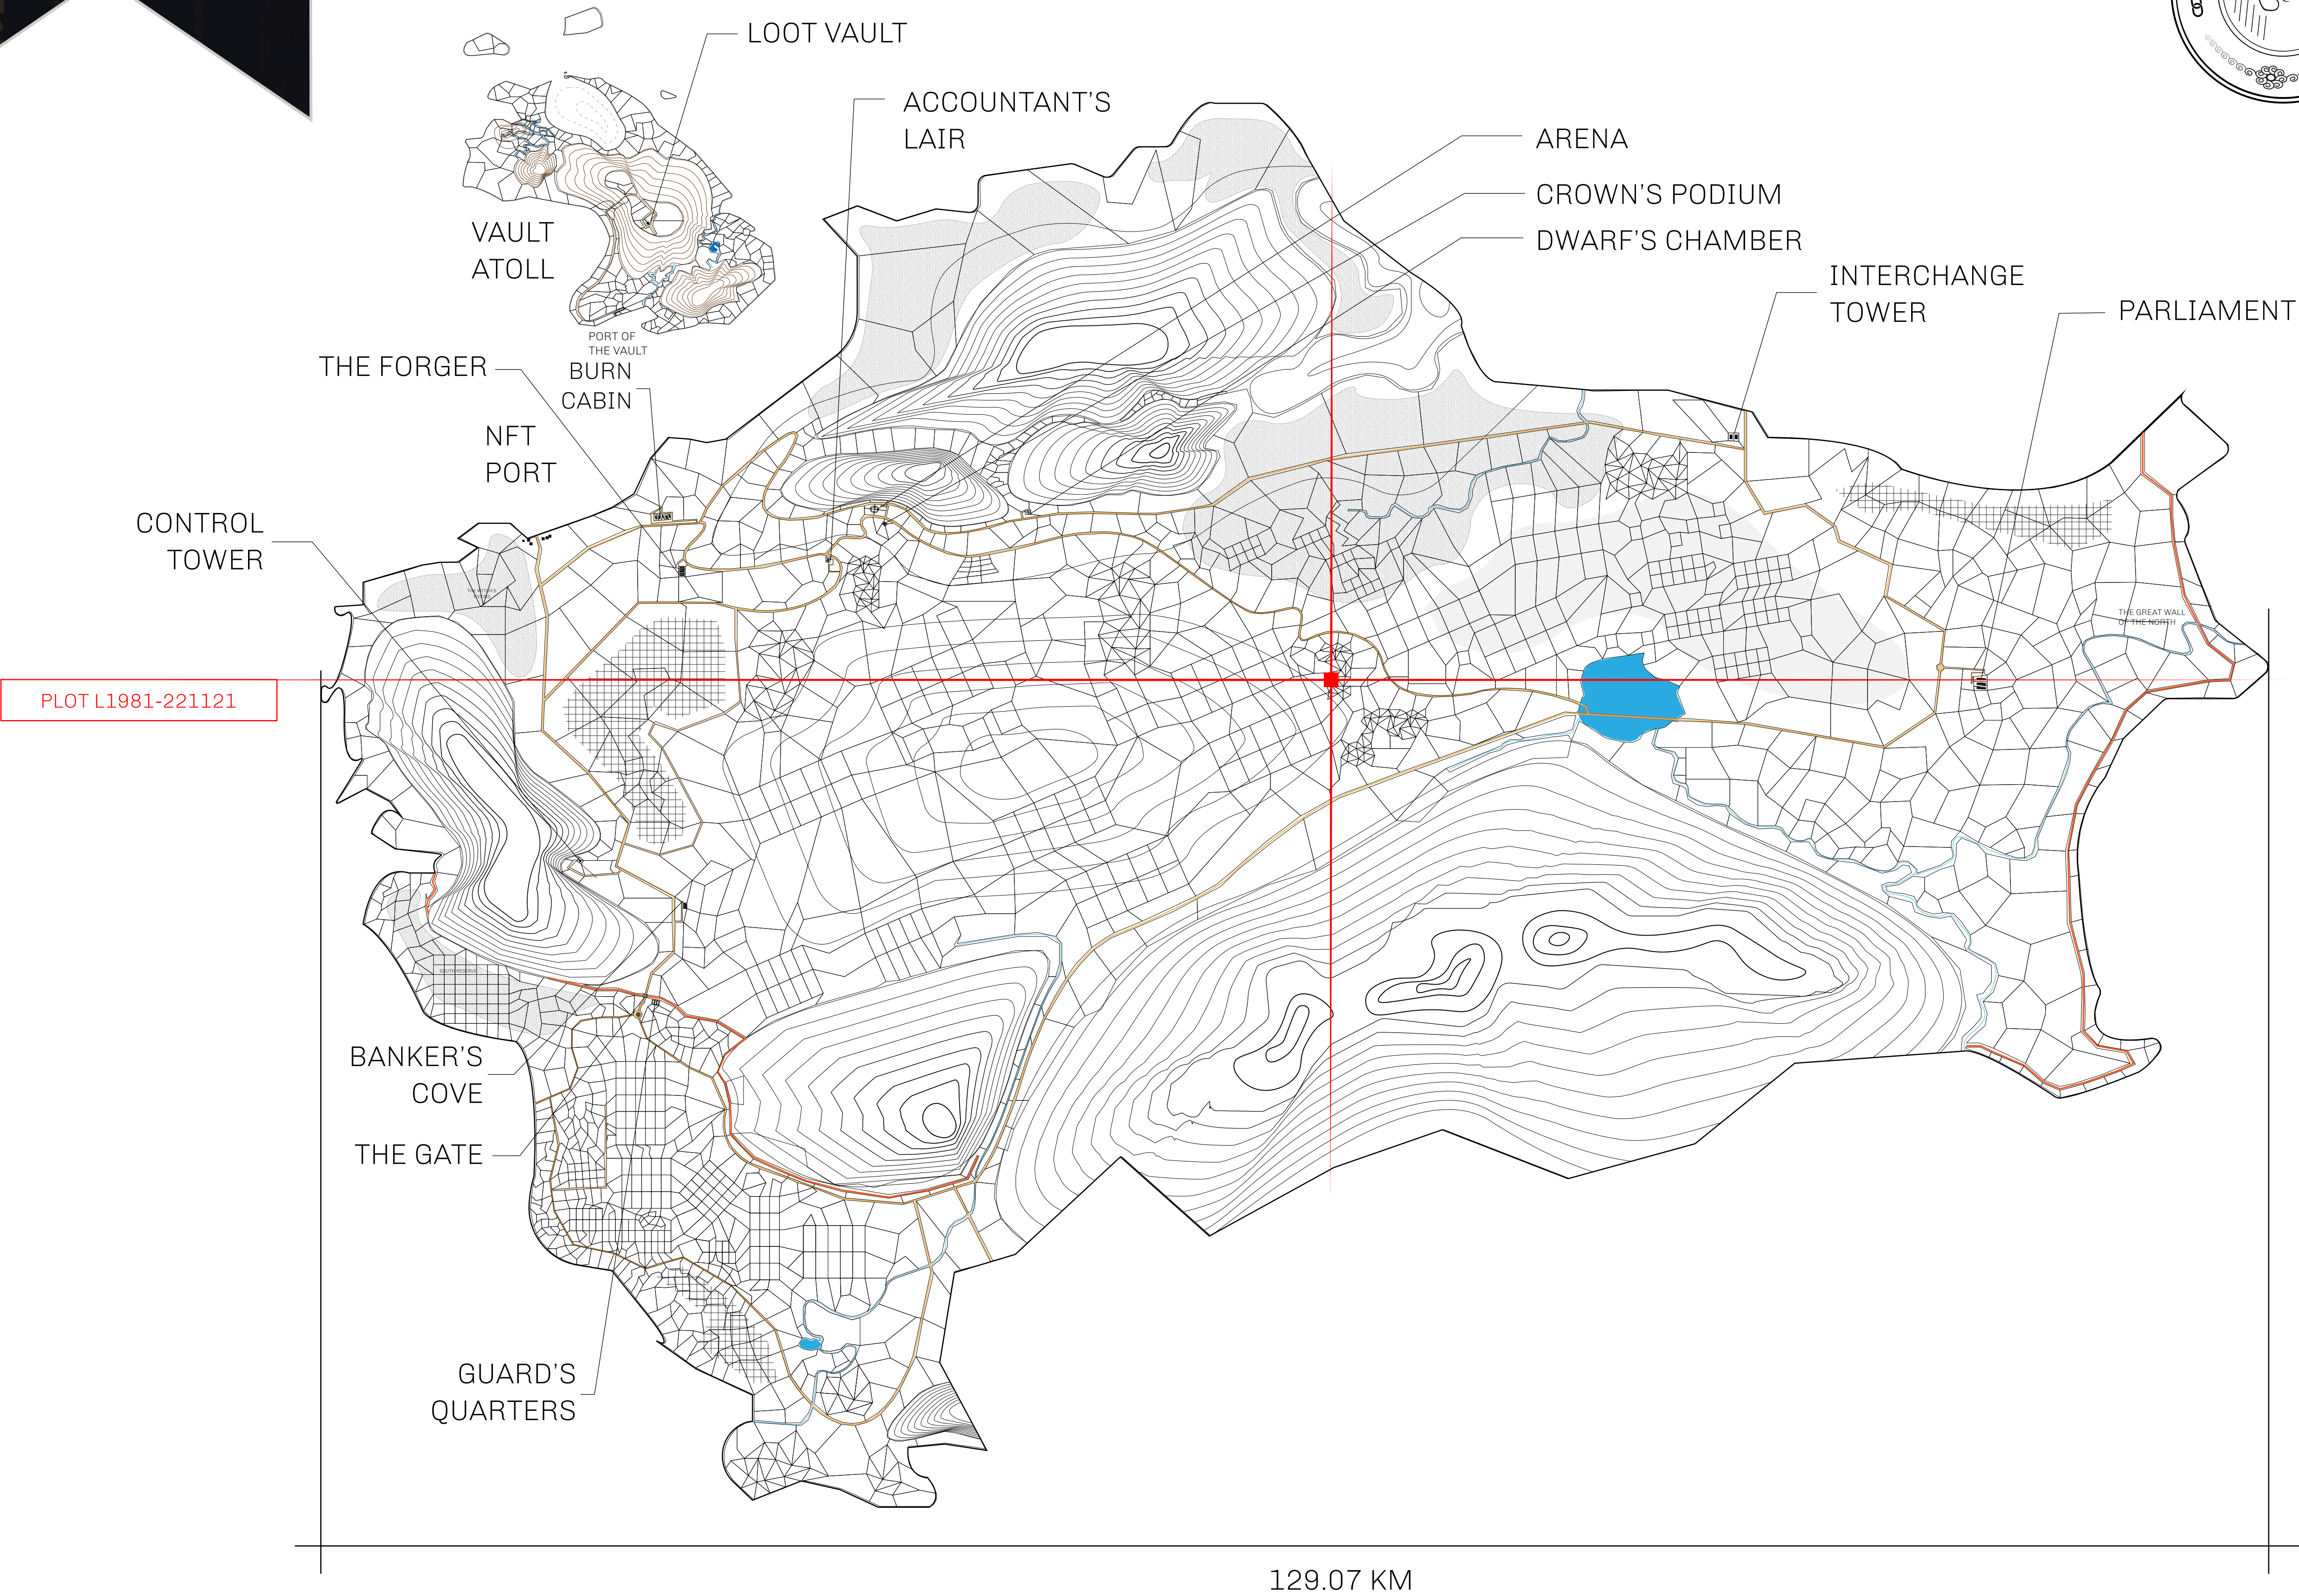 LOOT VAULT
ACCOUNTANT'S
LAIR
ARENA
CROWN'S PODIUM
DWARF'S CHAMBER
INTERCHANGE
TOWER
PARLIAMENT
VAULT
ATOLL
PORT OF
THE VAULT
THE FORGER
BURN
CABIN
NFT
PORT
CONTROL
TOWER
THE GREAT WALL
OF THE NORTH
PLOT L1981-221121
SOUTH RESERVE
BANKER'S
COVE
THE GATE
GUARD'S
QUARTERS
129.07 KM